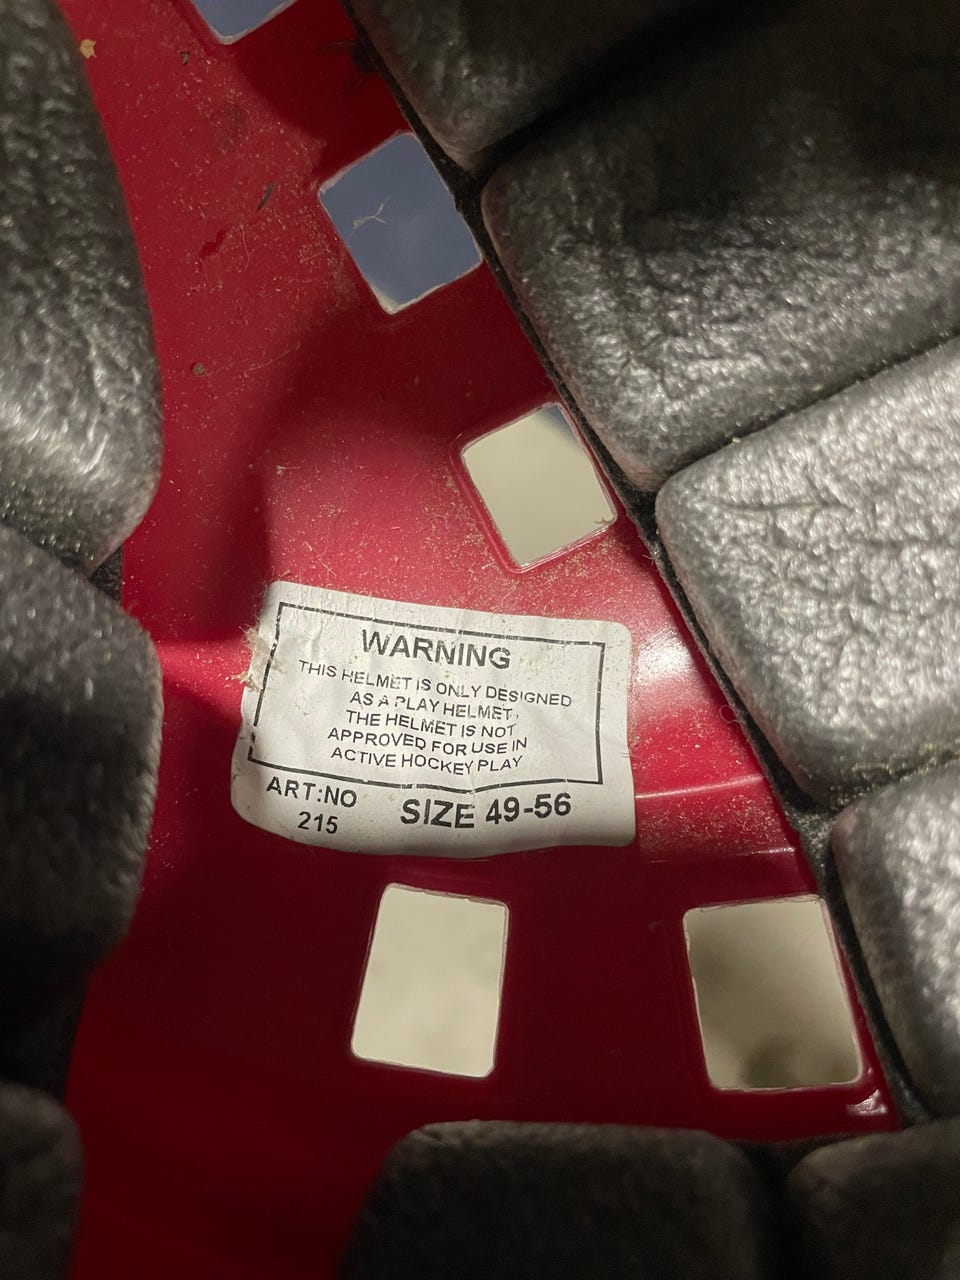 WARNING
THIS HELMET IS ONLY DESIGNED
AS A PLAY HELMET,
THE HELMET IS NOT
APPROVED FOR USE IN
ACTIVE HOCKEY PLAY
ART:NO
215
SIZE 49-56